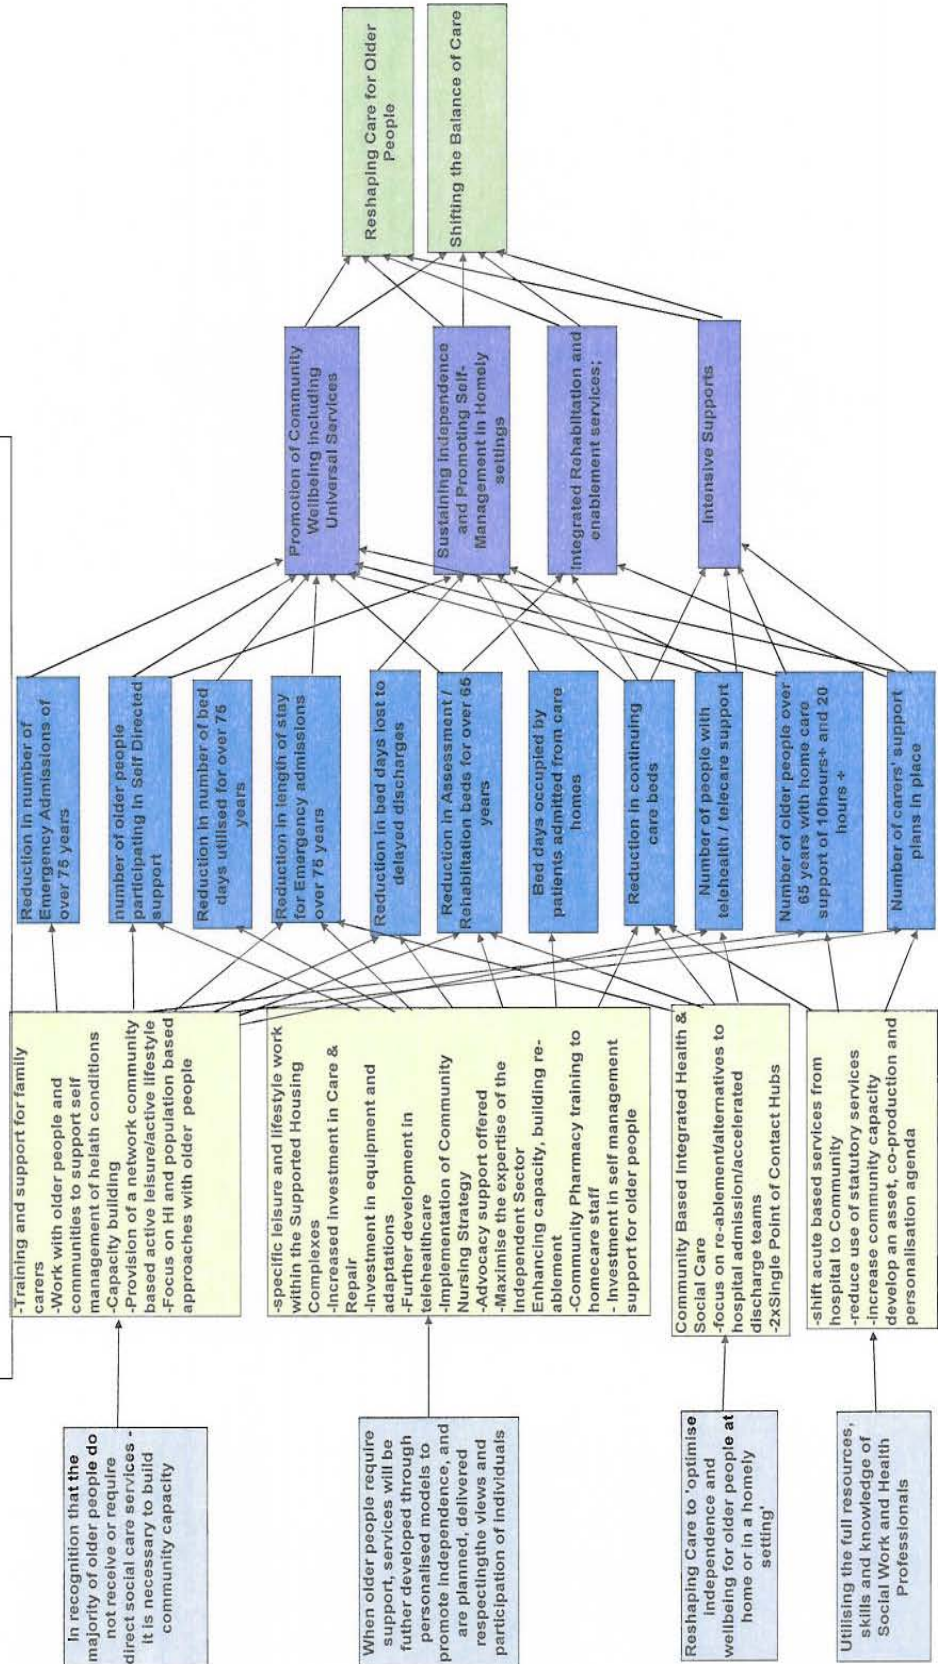 In recognition that the
majority of older people do
not receive or require
direct social care services -
it is necessary to build
community capacity
When older people require
support, services will be
futher developed through
personalised models to
promote independence, and
are planned, delivered
respectingthe views and
participation of individuals
Reshaping Care to 'optimise
independence and
wellbeing for older people at
home or in a homely
setting'
Utilising the full resources,
skills and knowledge of
Social Work and Health
Professionals
-Training and support for family
carers
-Work with older people and
communities to support self
management of helath conditions
-Capacity building
-Provision of a network community
based active leisure/active lifestyle
-Focus on HI and population based
approaches with older people
-specific leisure and lifestyle work
within the Supported Housing
Complexes
-Increased investment in Care &
Repair
-Investment in equipment and
adaptations
-Further development in
telehealthcare
-Implementation of Community
Nursing Strategy
-Advocacy support offered
-Maximise the expertise of the
Independent Sector
Enhancing capacity, building re-
ablement
-Community Pharmacy training to
homecare staff
- Investment in self management
support for older people
Community Based Integrated Health &
Social Care
-focus on re-ablement/alternatives to
hospital admission/accelerated
discharge teams
-2xSingle Point of Contact Hubs
-shift acute based services from
hospital to Community
-reduce use of statutory services
-increase community capacity
develop an asset, co-production and
personalisation agenda
Reduction in number of
Emergency Admissions of
over 75 years
number of older people
participating in Self Directed
support
Reduction in number of bed
days utilised for over 75
years
Reduction in length of stay
for Emergency admissions
over 75 years
Reduction in bed days lost to
delayed discharges
Reduction in Assessment /
Rehabitation beds for over 65
years
Bed days occupied by
patients admitted from care
homes
Reduction in continuing
care beds
Number of people with
telehealth / telecare support
Number of older people over
65 years with home care
support of 10hours+ and 20
hours +
Number of carers' support
plans in place
Promotion of Community
Wellbeing including
Universal Services
Sustaining Independence
and Promoting Self-
Management in Homely
settings
Integrated Rehabilitation and
enablement services;
Intensive Supports
Reshaping Care for Older
People
Shifting the Balance of Care